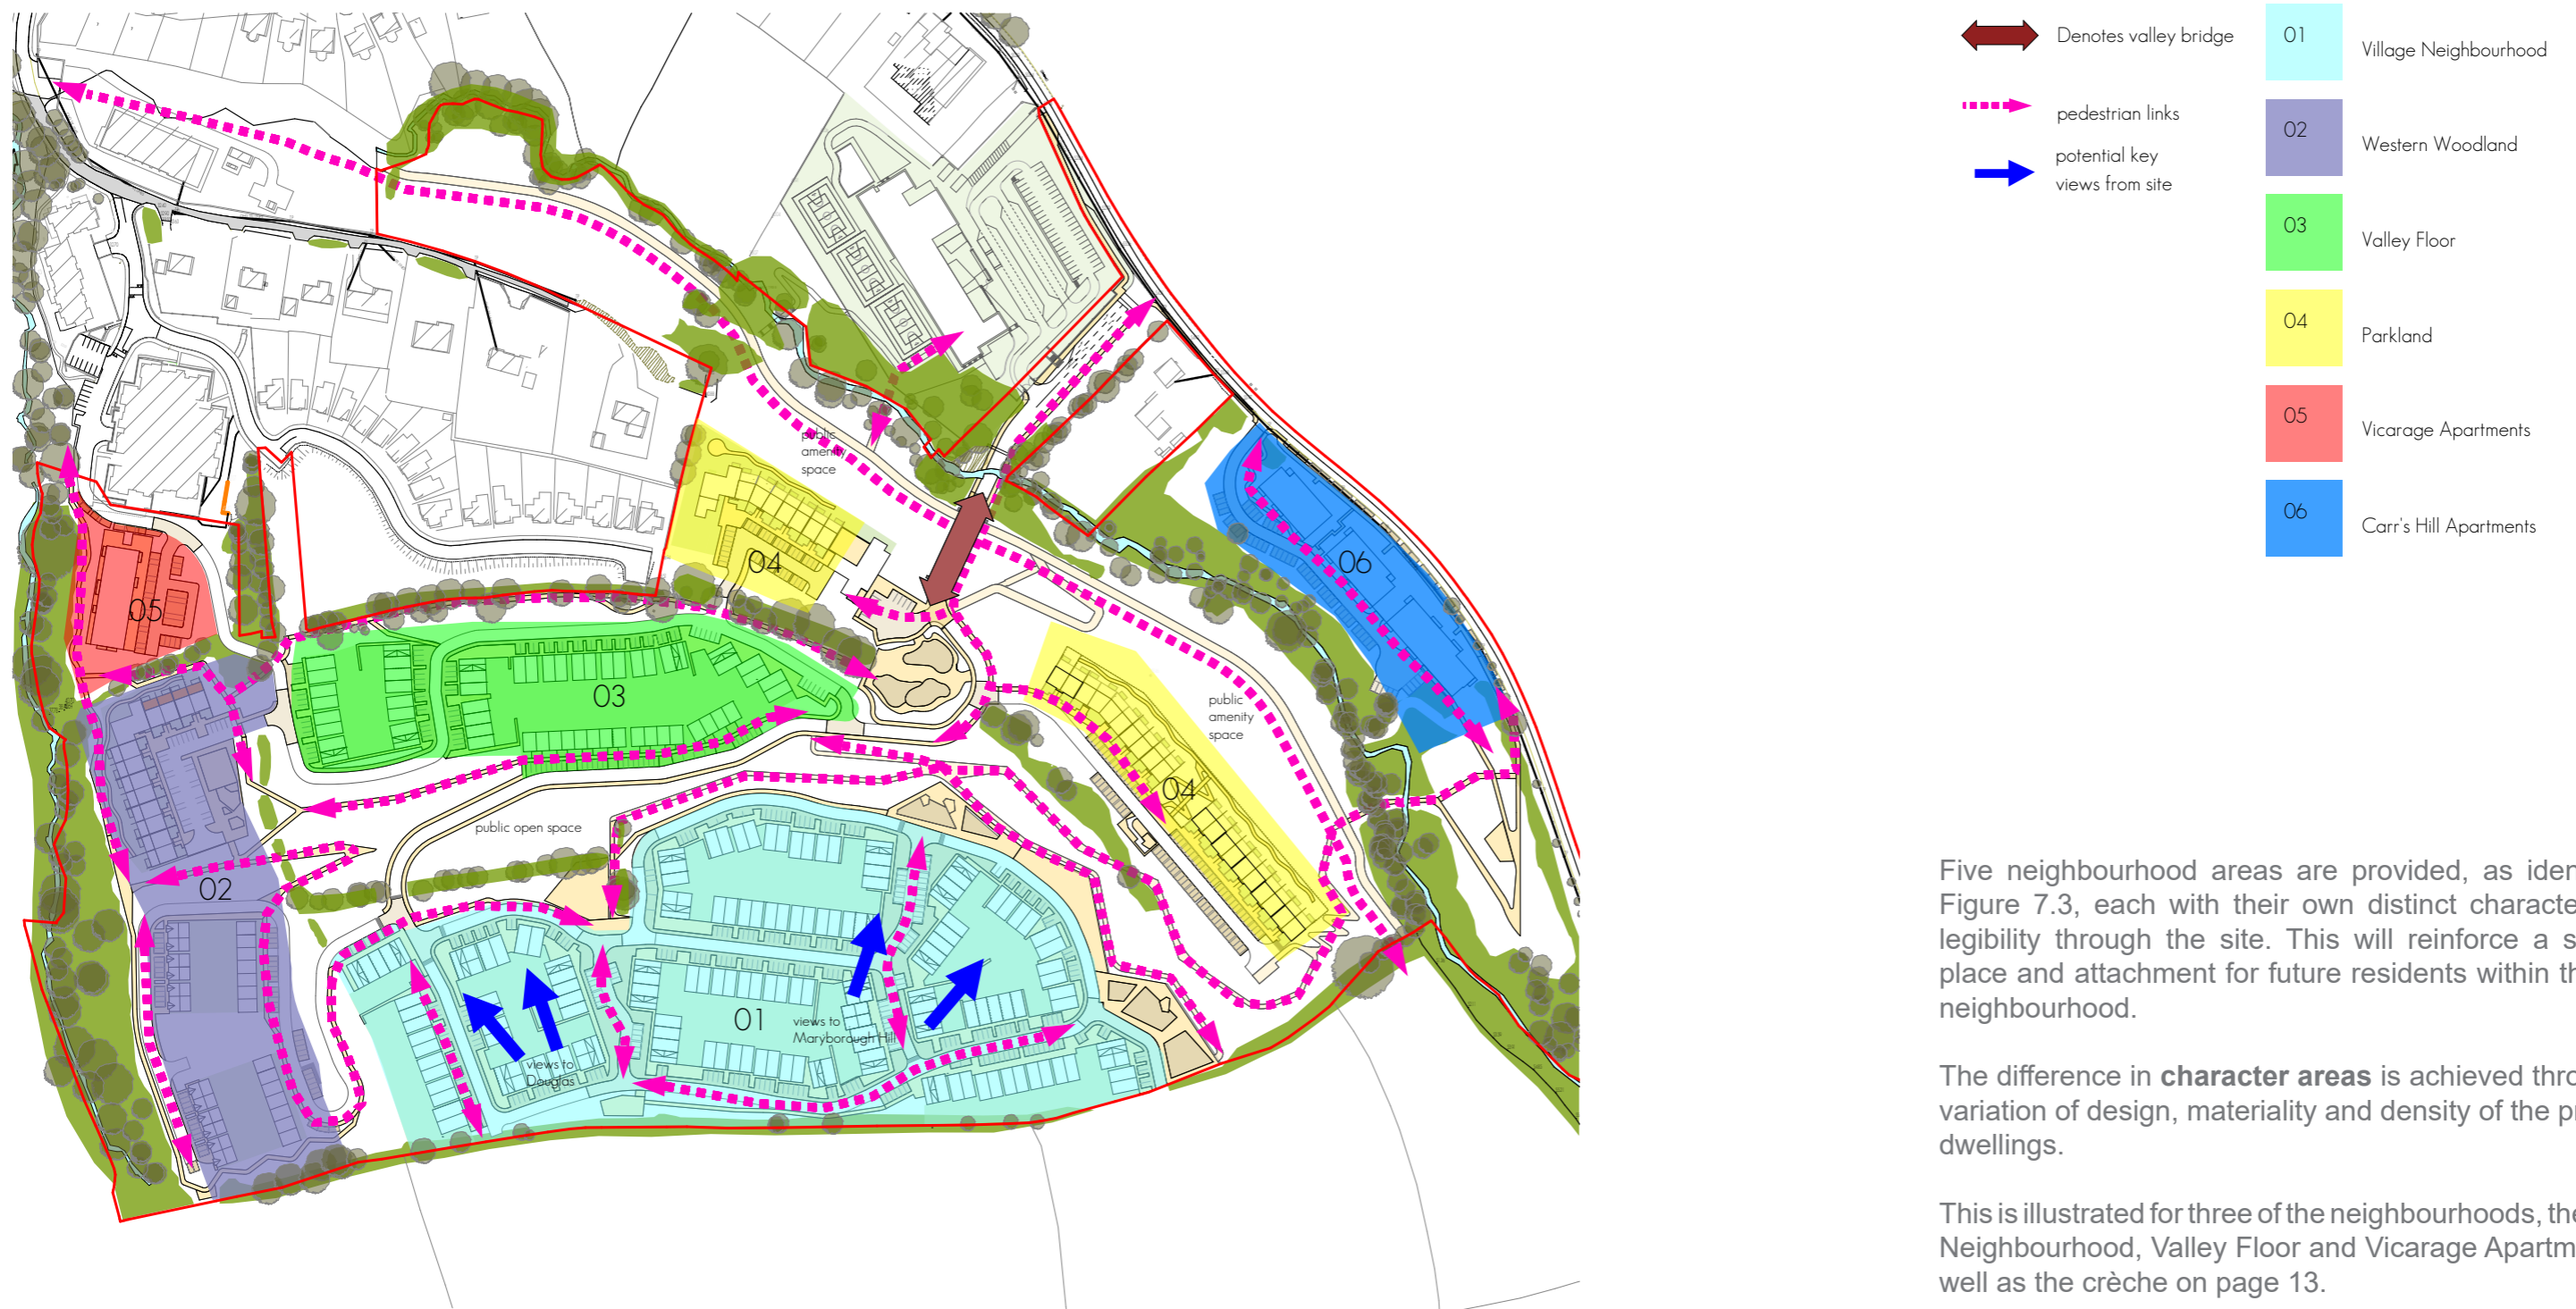 Denotes valley bridge
pedestrian links
potential key
views from site
01
Village Neighbourhood
02
Western Woodland
03
Valley Floor
04
Parkland
05
Vicarage Apartments
06
Carr's Hill Apartments
public
amenity
space
04
06
05
03
public
amenity
space
04
public open space
02
01
views to
Maryborough Hill
views to
Douglas
Five neighbourhood areas are provided, as iden
Figure 7.3, each with their own distinct characte
legibility through the site. This will reinforce a s
place and attachment for future residents within th
neighbourhood.
The difference in character areas is achieved thro
variation of design, materiality and density of the p
dwellings.
This is illustrated for three of the neighbourhoods, the
Neighbourhood, Valley Floor and Vicarage Apartm
well as the crèche on page 13.